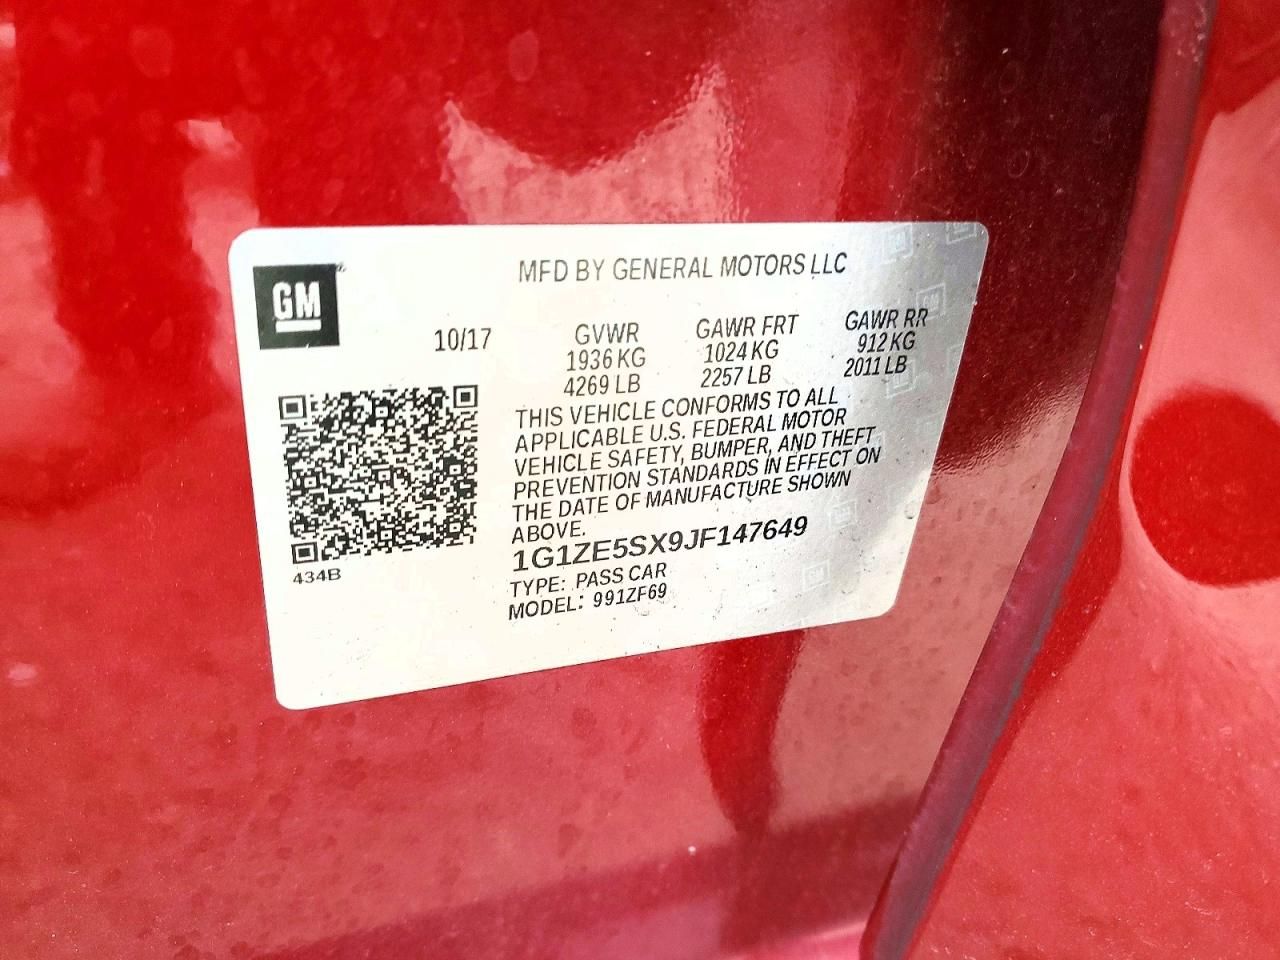 GM
MFD BY GENERAL MOTORS LLC
10/17 GVWR GAWR FRT GAWR RR
1936 KG 1024 KG 912 KG
4269 LB 2257 LB 2011 LB
THIS VEHICLE CONFORMS TO ALL
APPLICABLE U.S. FEDERAL MOTOR
VEHICLE SAFETY, BUMPER, AND THEFT
PREVENTION STANDARDS IN EFFECT ON
THE DATE OF MANUFACTURE SHOWN
ABOVE.
1G1ZE5SX9JF147649
TYPE: PASS CAR
MODEL: 991ZF69
434B